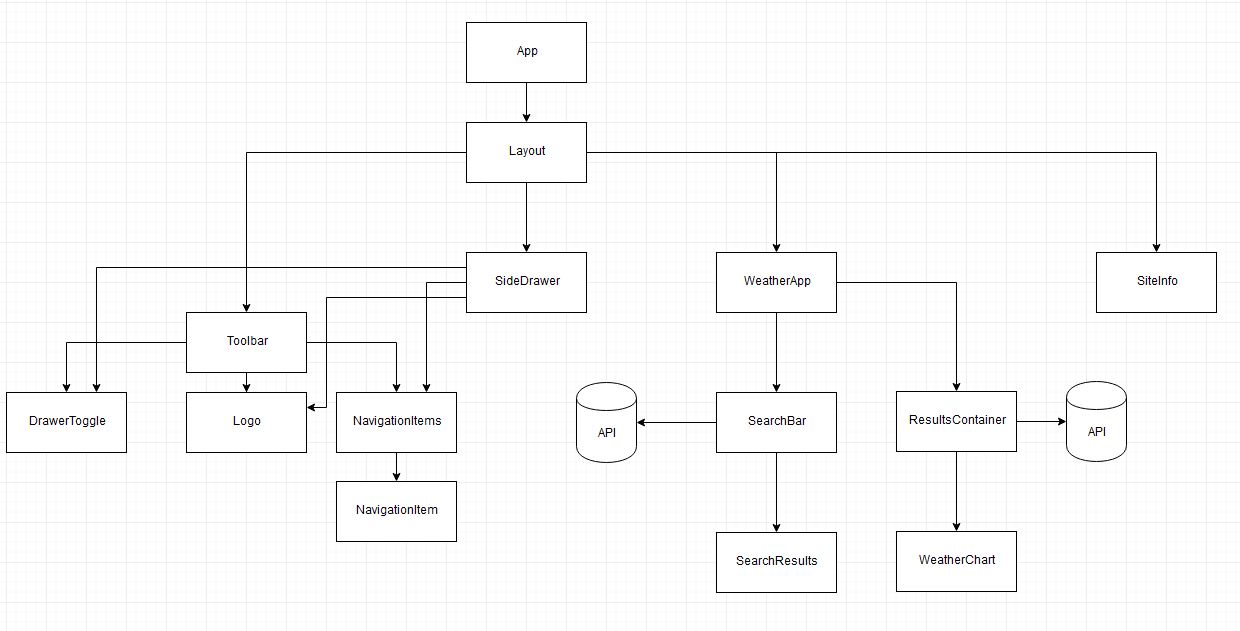 App
Layout
SideDrawer
WeatherApp
SiteInfo
Toolbar
DrawerToggle
Logo
NavigationItems
API
SearchBar
ResultsContainer
API
NavigationItem
SearchResults
WeatherChart